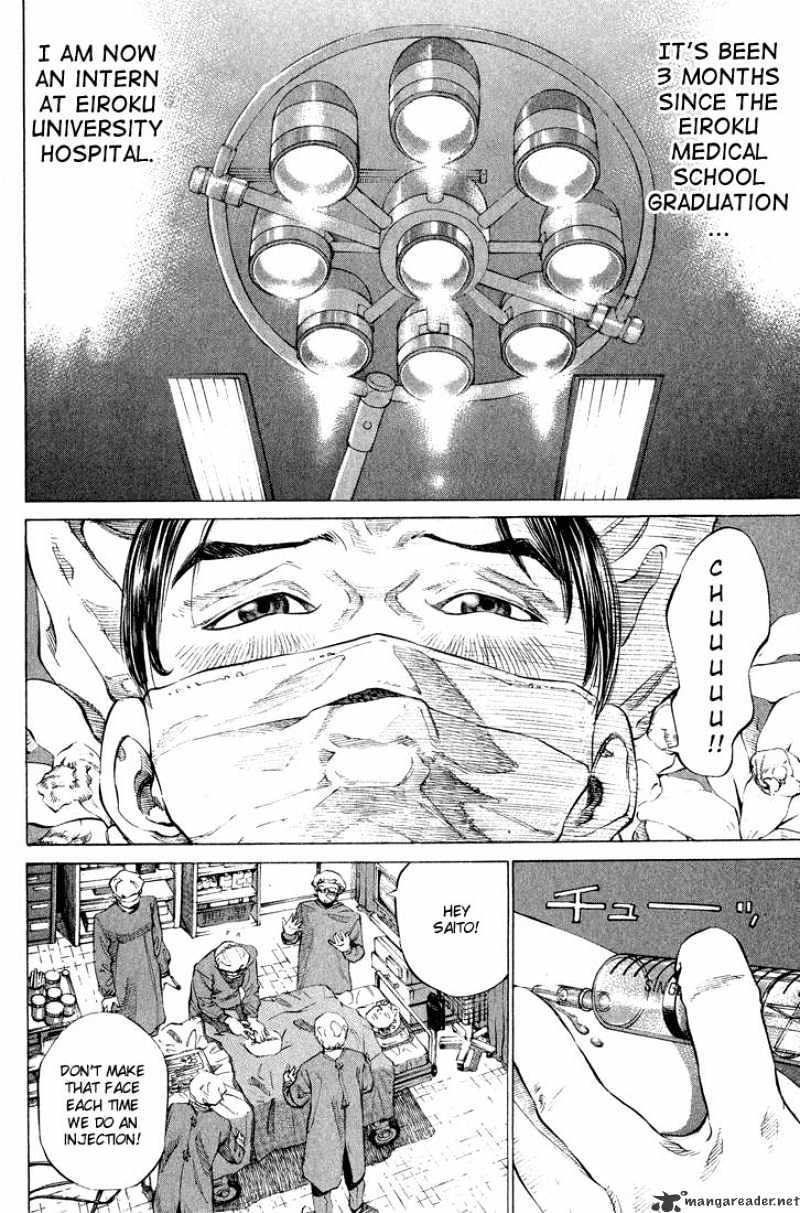 IT'S BEEN
3 MONTHS
SINCE THE
EIROKU
MEDICAL
SCHOOL
GRADUATION
...
I AM NOW
AN INTERN
AT EIROKU
UNIVERSITY
HOSPITAL.
CHUUUUUU!!
チューッ
HEY
SAITO!
DON'T MAKE
THAT FACE
EACH TIME
WE DO AN
INJECTION!
mangareader.net